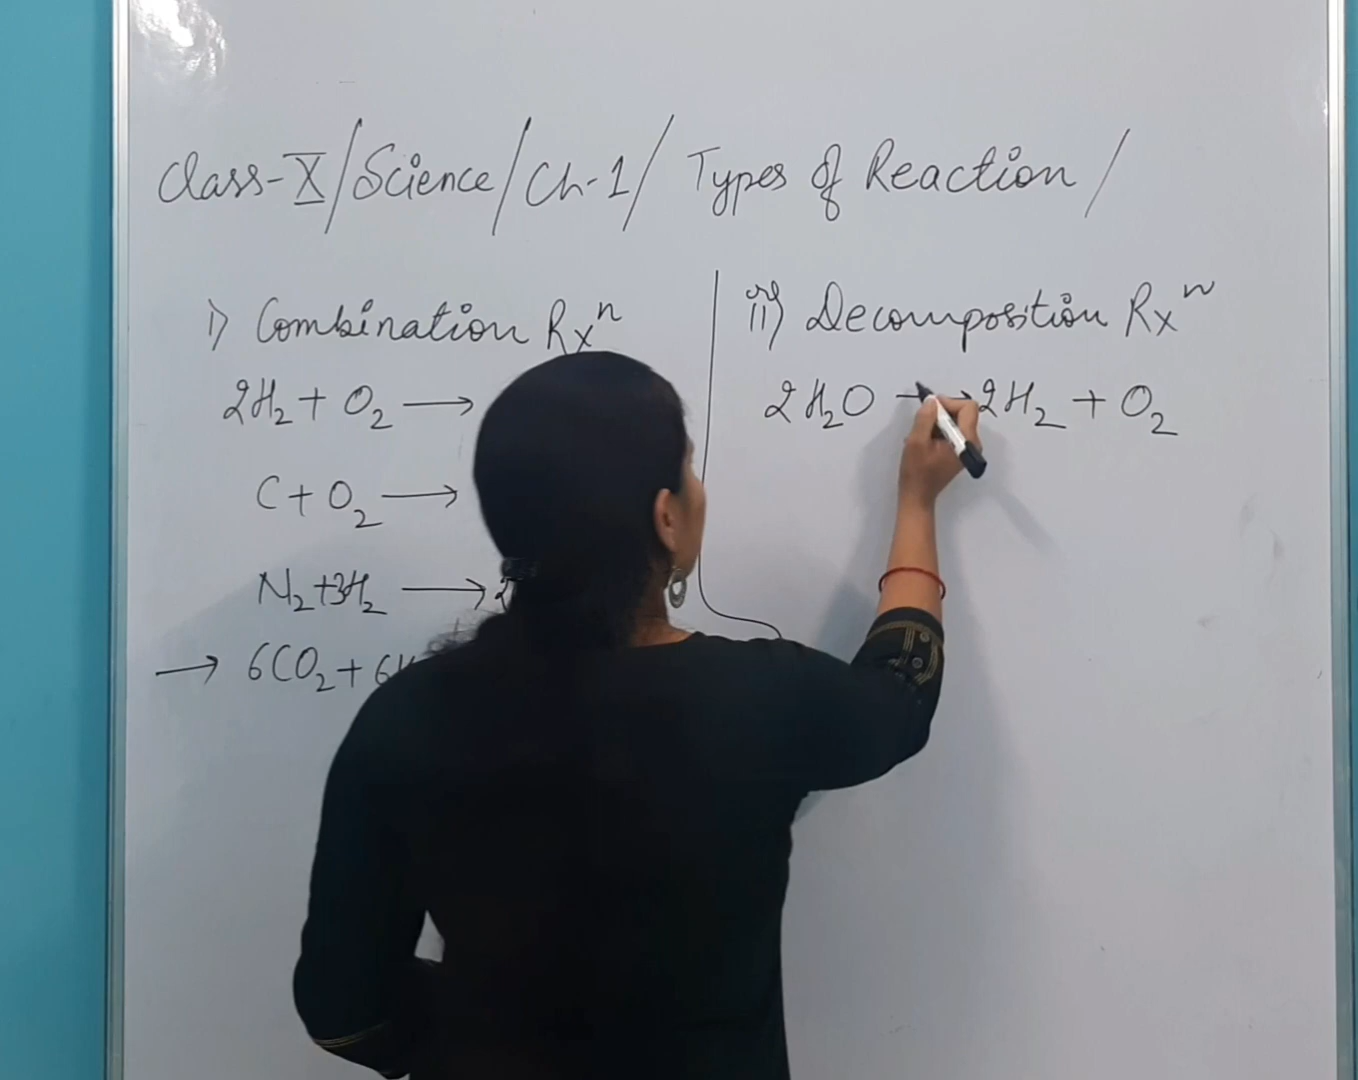 Class-X/Science/Ch-1/ Types of Reaction /
i) Combination Rxⁿ
2H₂ + O₂ →
C + O₂ →
N₂ + 3H₂ → 2
→ 6CO₂ + 6
ii) Decomposition Rxⁿ
2H₂O → 2H₂ + O₂